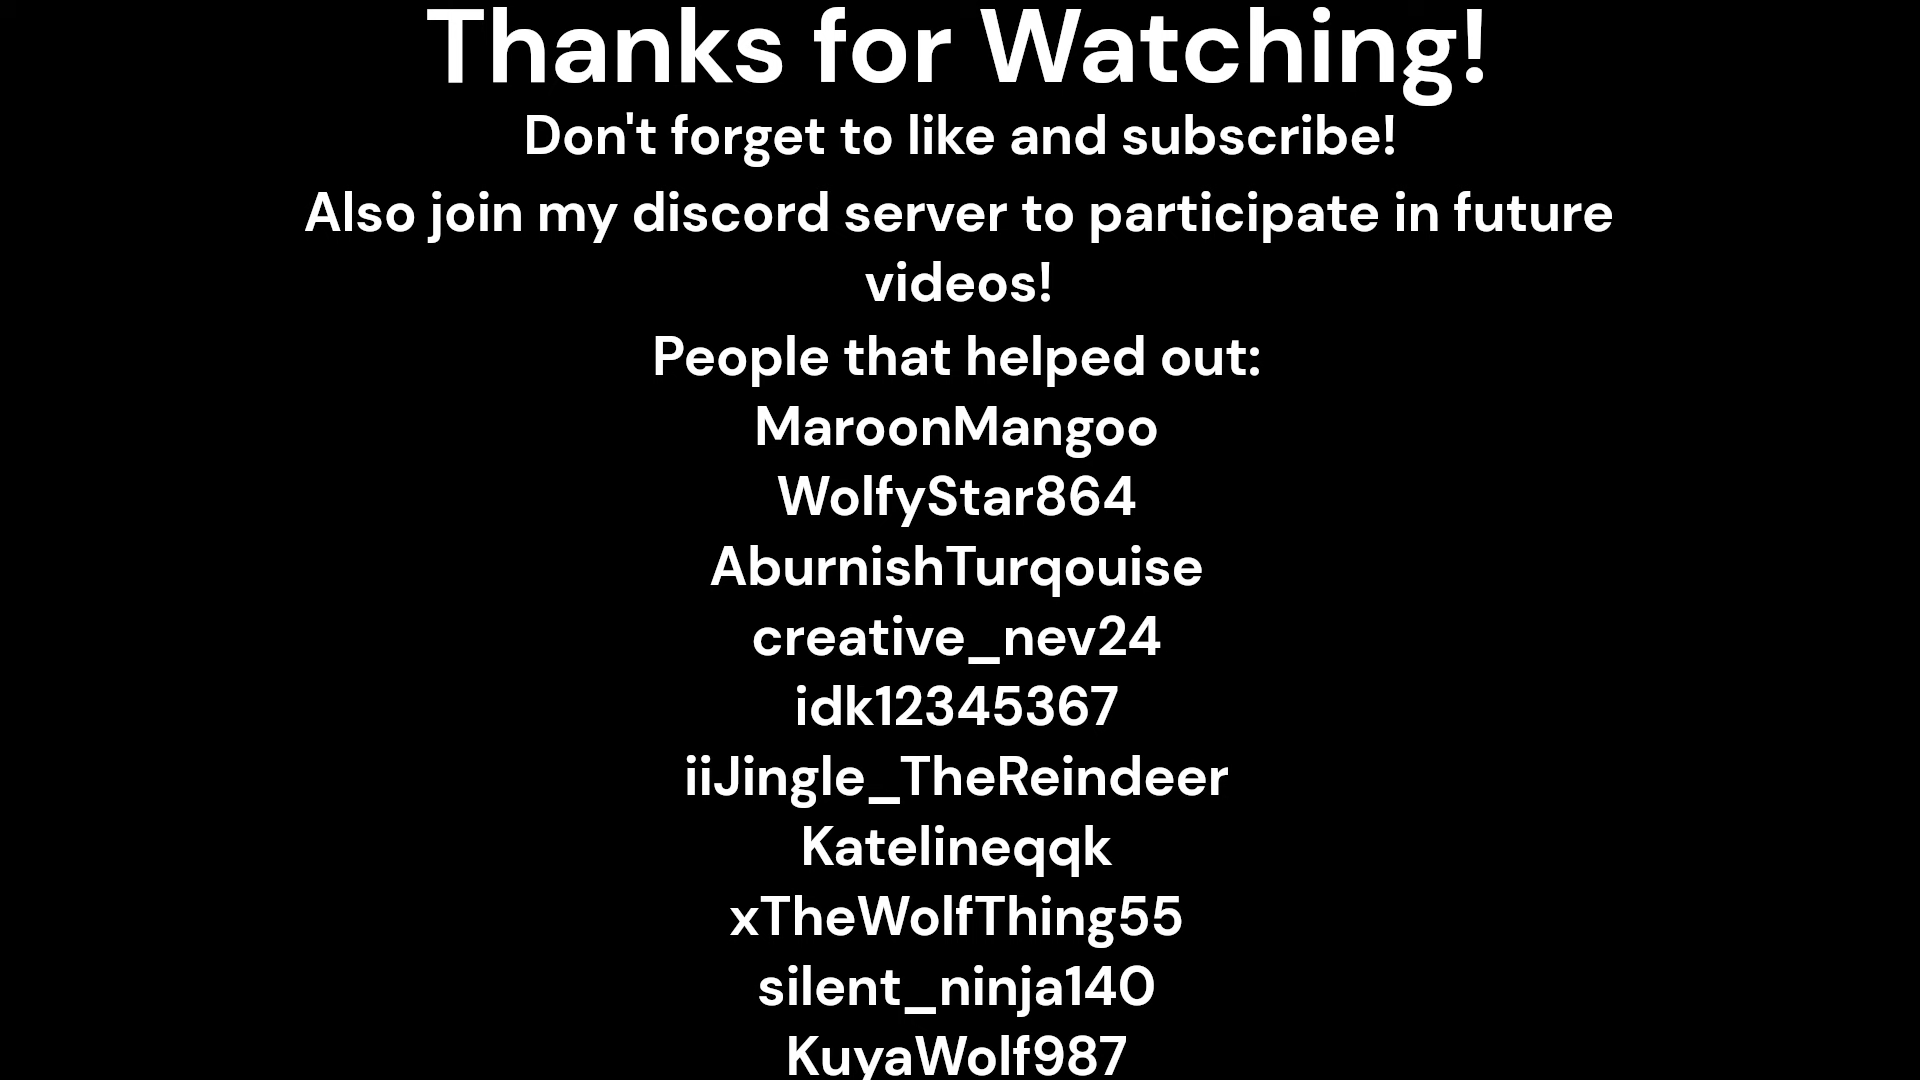 Thanks for Watching!
Don't forget to like and subscribe!
Also join my discord server to participate in future
videos!
People that helped out:
MaroonMangoo
WolfyStar864
AburnishTurqouise
creative_nev24
idk12345367
iiJingle_TheReindeer
Katelineqqk
xTheWolfThing55
silent_ninja140
KuyaWolf987